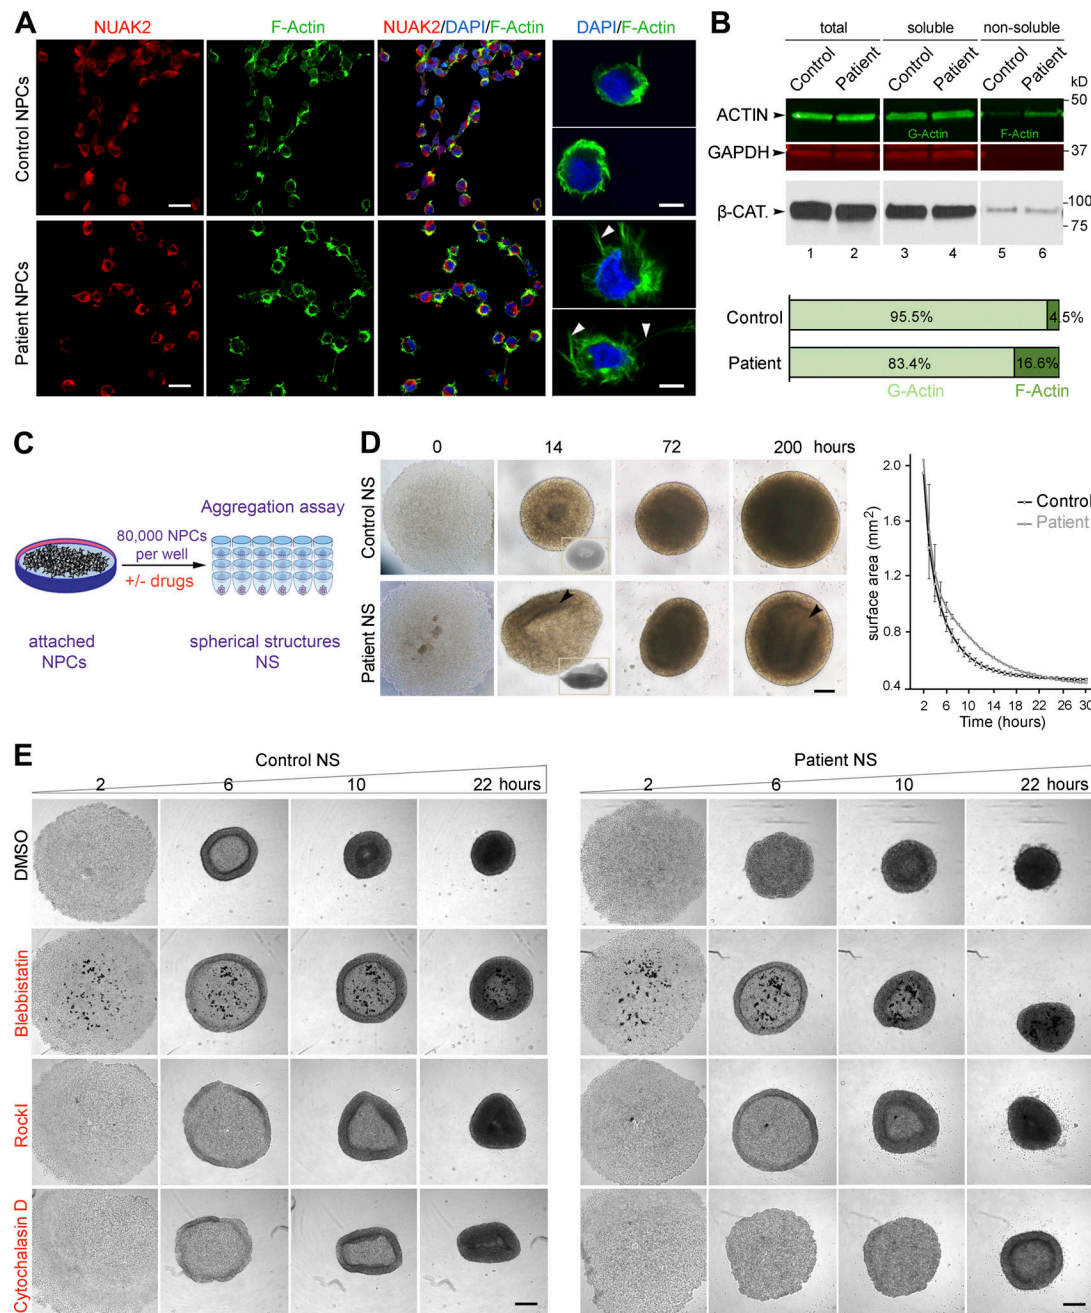 A
NUAK2
F-Actin
NUAK2/DAPI/F-Actin
DAPI/F-Actin
Control NPCs
Patient NPCs
B
total
soluble
non-soluble
Control
Patient
Control
Patient
Control
Patient
kD
50
ACTIN
G-Actin
F-Actin
GAPDH
37
β-CAT.
100
75
1
2
3
4
5
6
Control
95.5%
4.5%
Patient
83.4%
16.6%
G-Actin
F-Actin
C
Aggregation assay
80,000 NPCs
per well
+/- drugs
attached
NPCs
spherical structures
NS
D
0
14
72
200
hours
Control NS
Patient NS
surface area (mm²)
2.0
1.6
1.2
0.8
0.4
Control
Patient
2
6
10
14
18
22
26
30
Time (hours)
E
Control NS
2
6
10
22 hours
Patient NS
2
6
10
22 hours
DMSO
Blebbistatin
RockI
Cytochalasin D